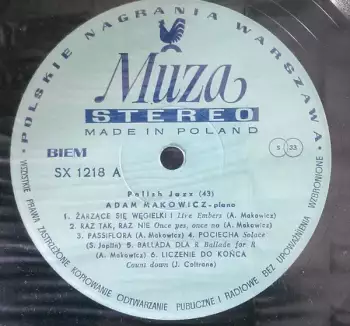 • POLSKIE NAGRANIA WARSZAWA •
Muza
STEREO
MADE IN POLAND
BIEM
SX 1218 A
S 33
Polish Jazz (43)
ADAM MAKOWICZ - piano
1. ŻARZĄCE SIĘ WĘGIELKI I Live Embers (A. Makowicz)
2. RAZ TAK, RAZ NIE Once yes, once no (A. Makowicz)
3. PASSIFLORA (A. Makowicz) 4. POCIECHA Solace
(S. Joplin) 5. BALLADA DLA R Ballade for R
(A. Makowicz) 6. LICZENIE DO KOŃCA
Count down (J. Coltrane)
WSZYSTKIE PRAWA ZASTRZEŻONE KOPIOWANIE ODTWARZANIE PUBLICZNE I RADIOWE BEZ UPOWAŻNIENIA WZBRONIONE